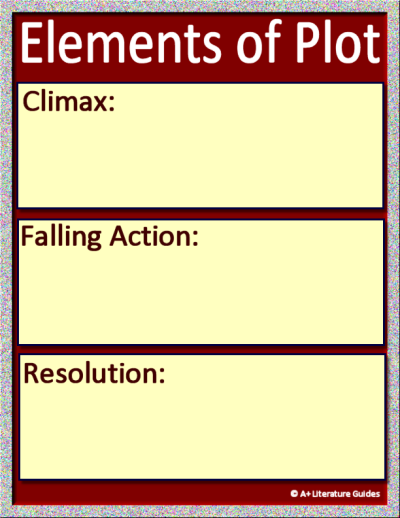 Elements of Plot
Climax:
Falling Action:
Resolution:
© A+ Literature Guides